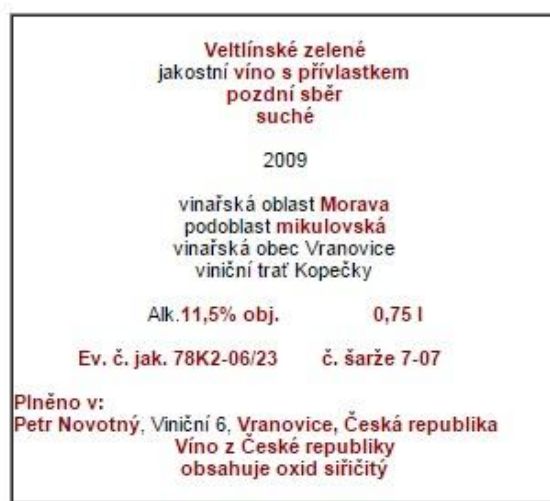 Veltlínské zelené
jakostní víno s přívlastkem
pozdní sběr
suché
2009
vinařská oblast Morava
podoblast mikulovská
vinařská obec Vranovice
viniční trať Kopečky
Alk.11,5% obj. 0,75 l
Ev. č. jak. 78K2-06/23 č. šarže 7-07
Plněno v:
Petr Novotný, Viniční 6, Vranovice, Česká republika
Víno z České republiky
obsahuje oxid siřičitý